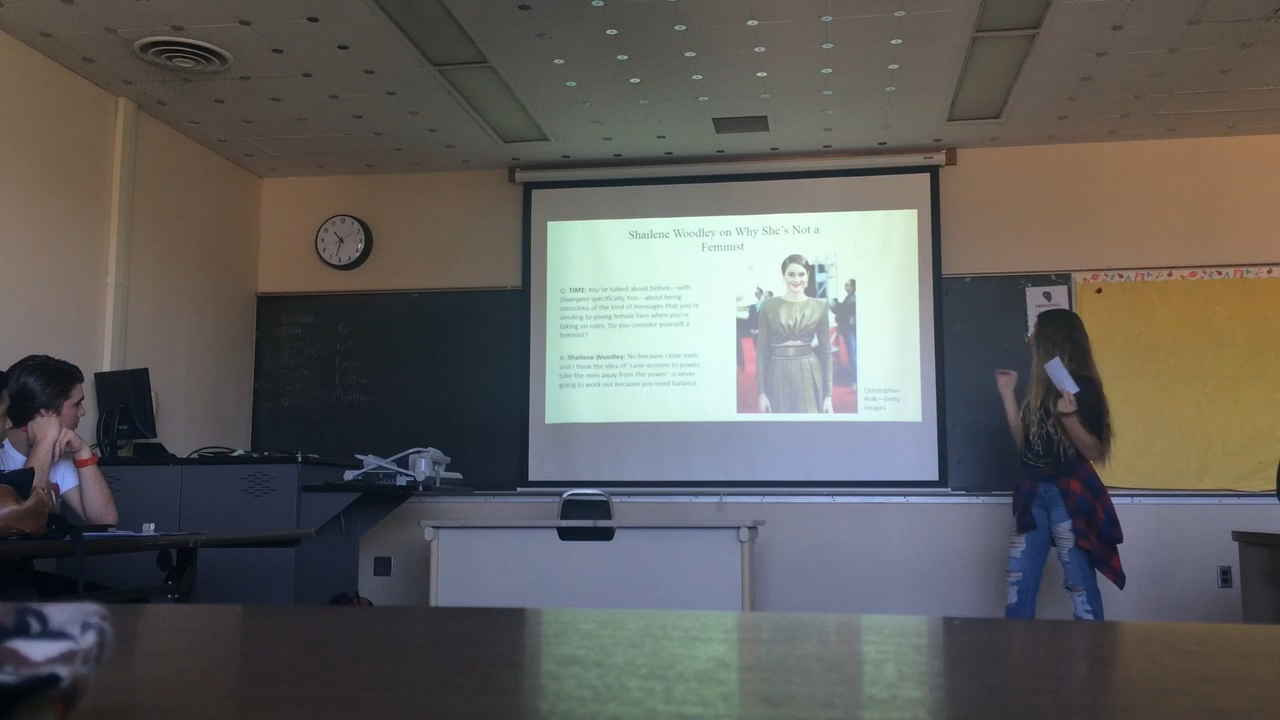 Shailene Woodley on Why She's Not a
Feminist
Q. TIME: You've talked about before—with
Divergent specifically, too—about being
conscious of the kind of messages that you're
sending to young female fans when you're
taking on roles. Do you consider yourself a
feminist?
A. Shailene Woodley: No because I love men,
and I think the idea of 'raise women to power,
take the men away from the power' is never
going to work out because you need balance.
Christopher
Polk—Getty
Images